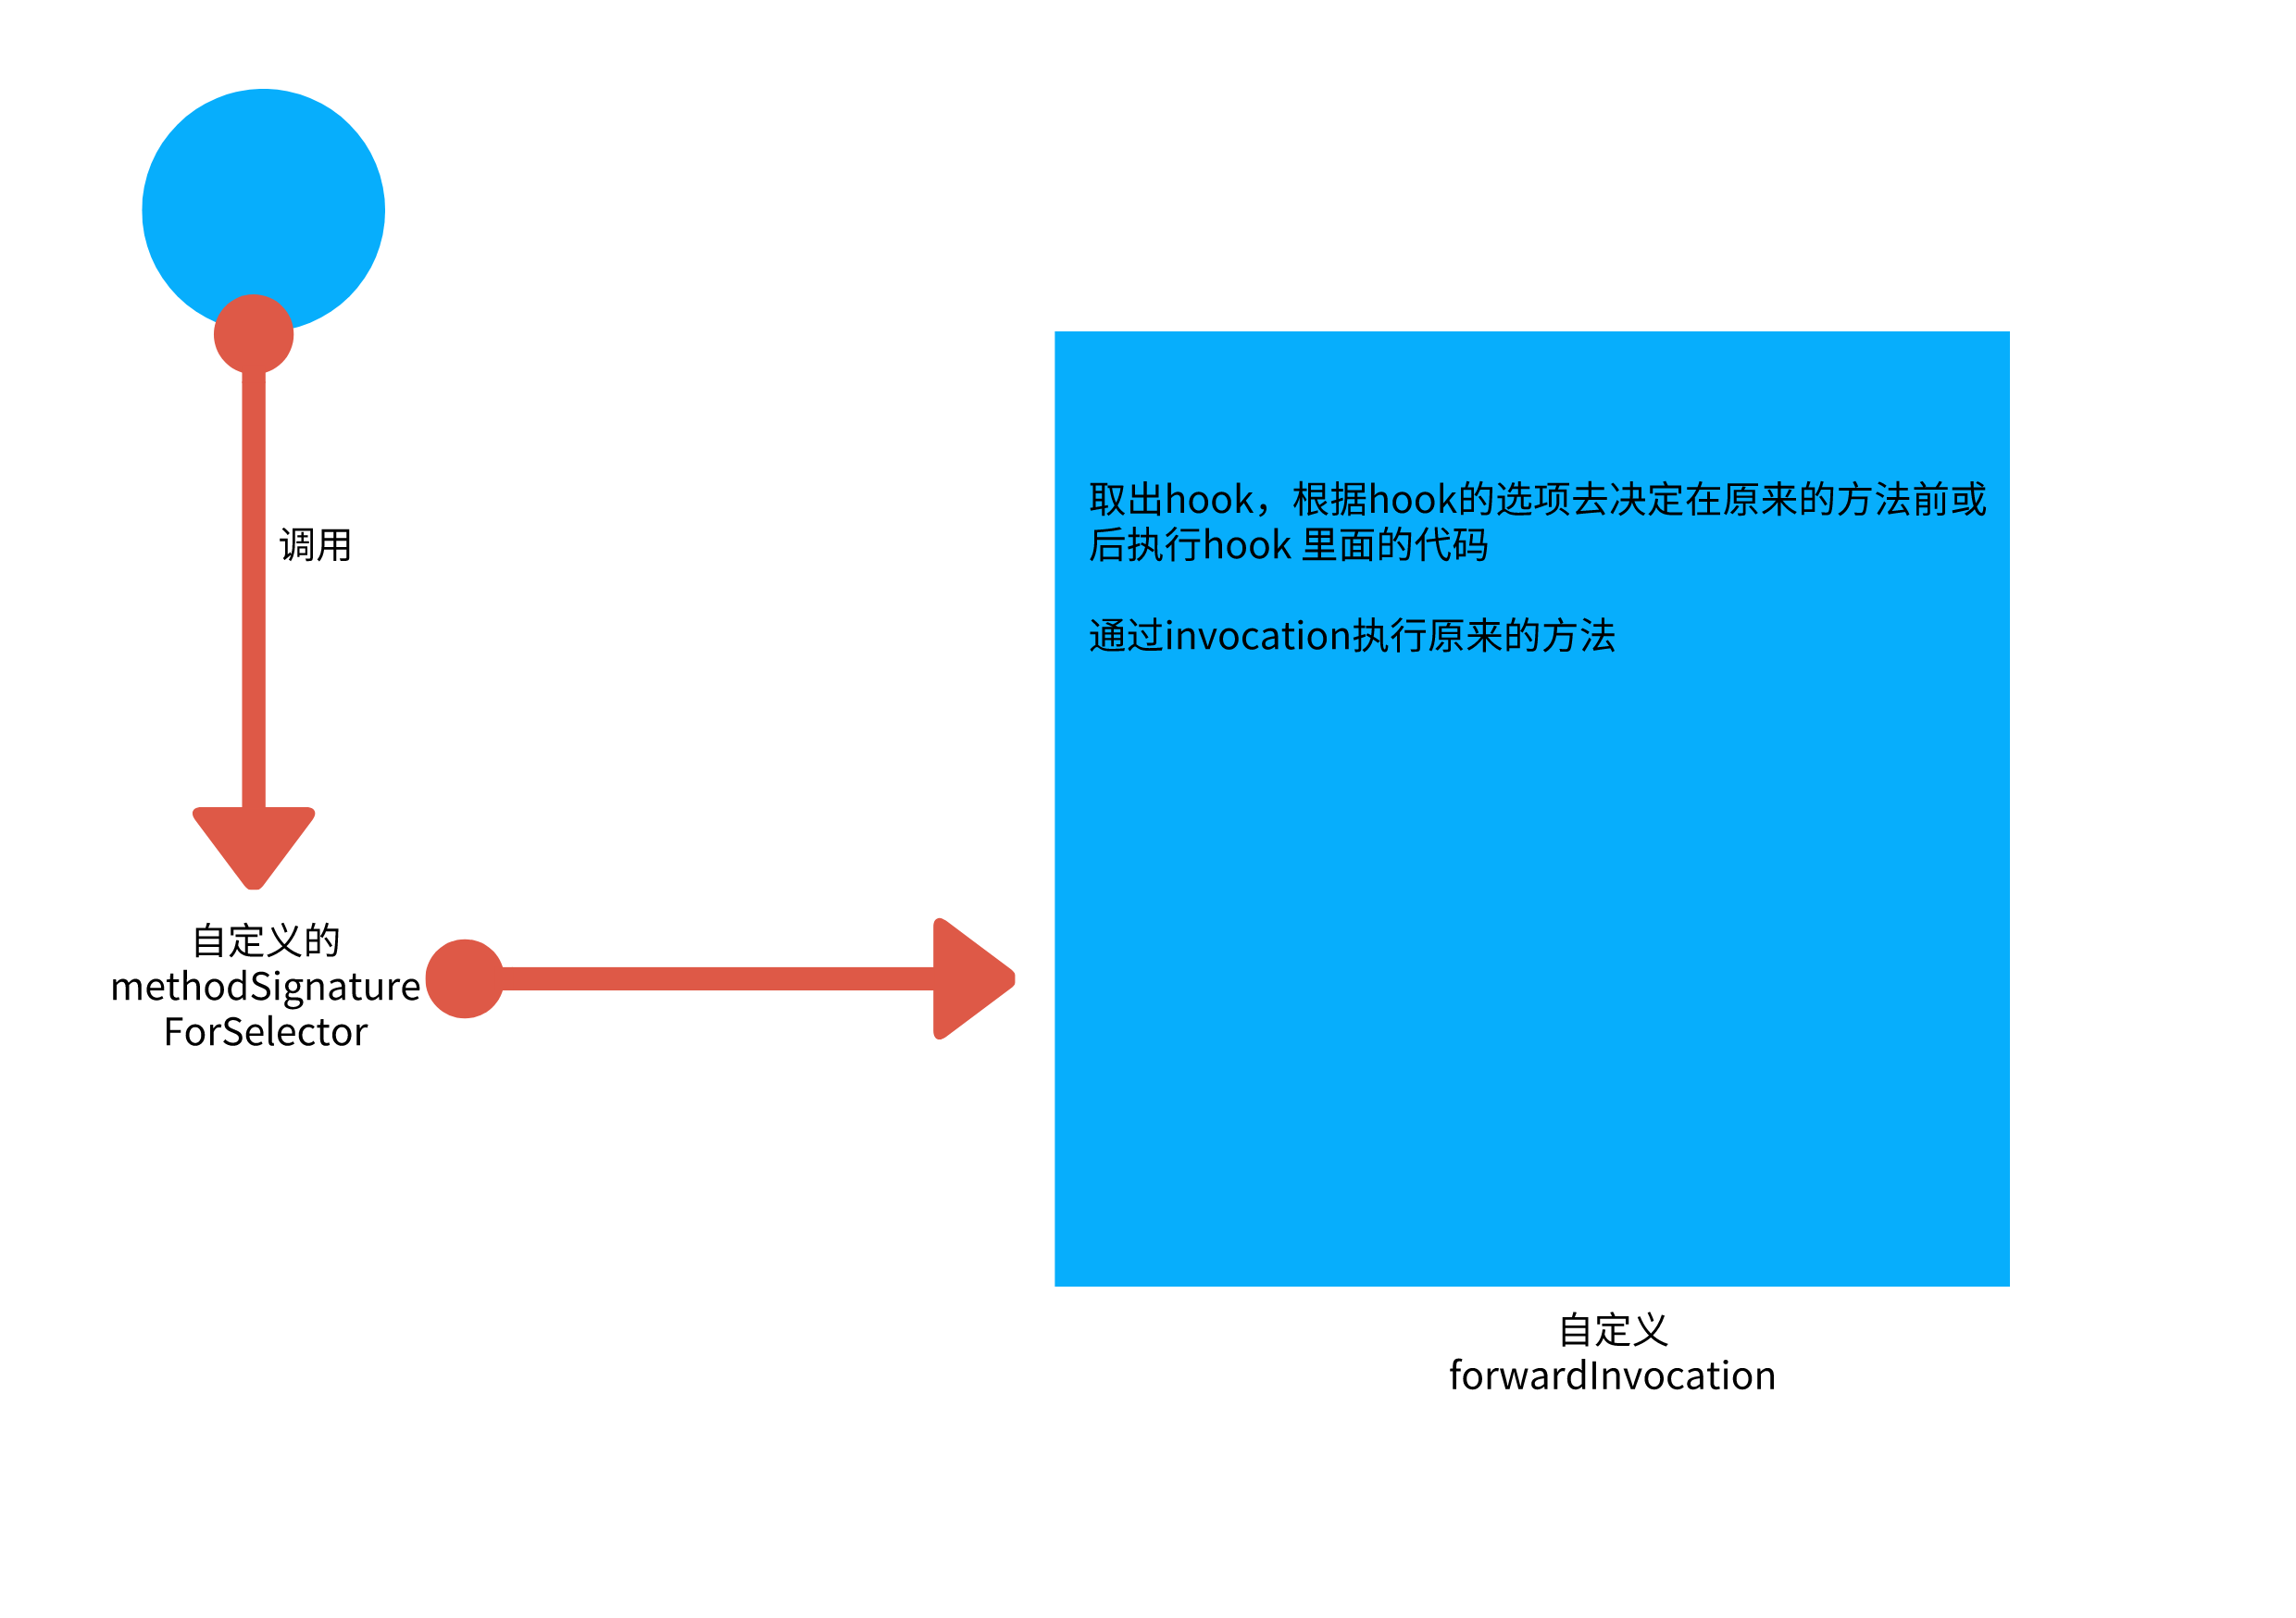 调用
自定义的
methodSignature
ForSelector
取出hook，根据hook的选项去决定在原来的方法前或
后执行hook 里面的代码
通过invocation执行原来的方法
自定义
forwardInvocation